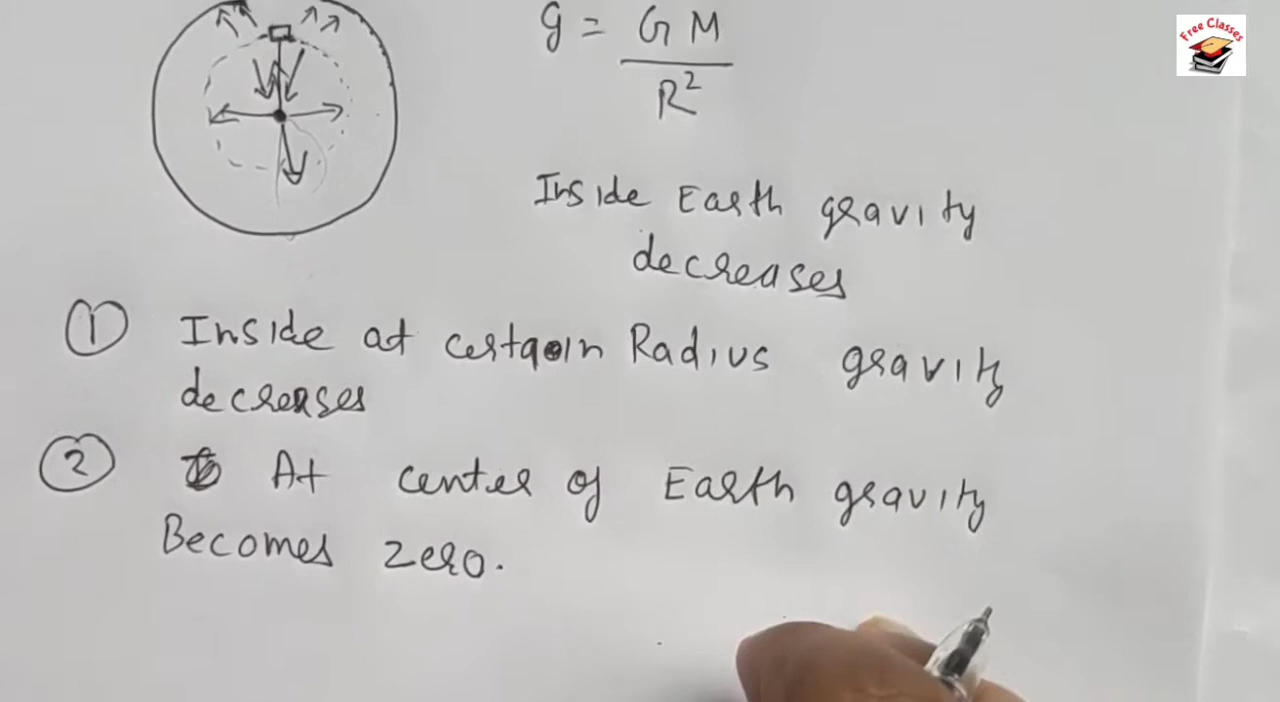 Free Classes
g = G M
R²
Inside Earth gravity
decreases
① Inside at certain Radius gravity
decreases
② At center of Earth gravity
Becomes zero.